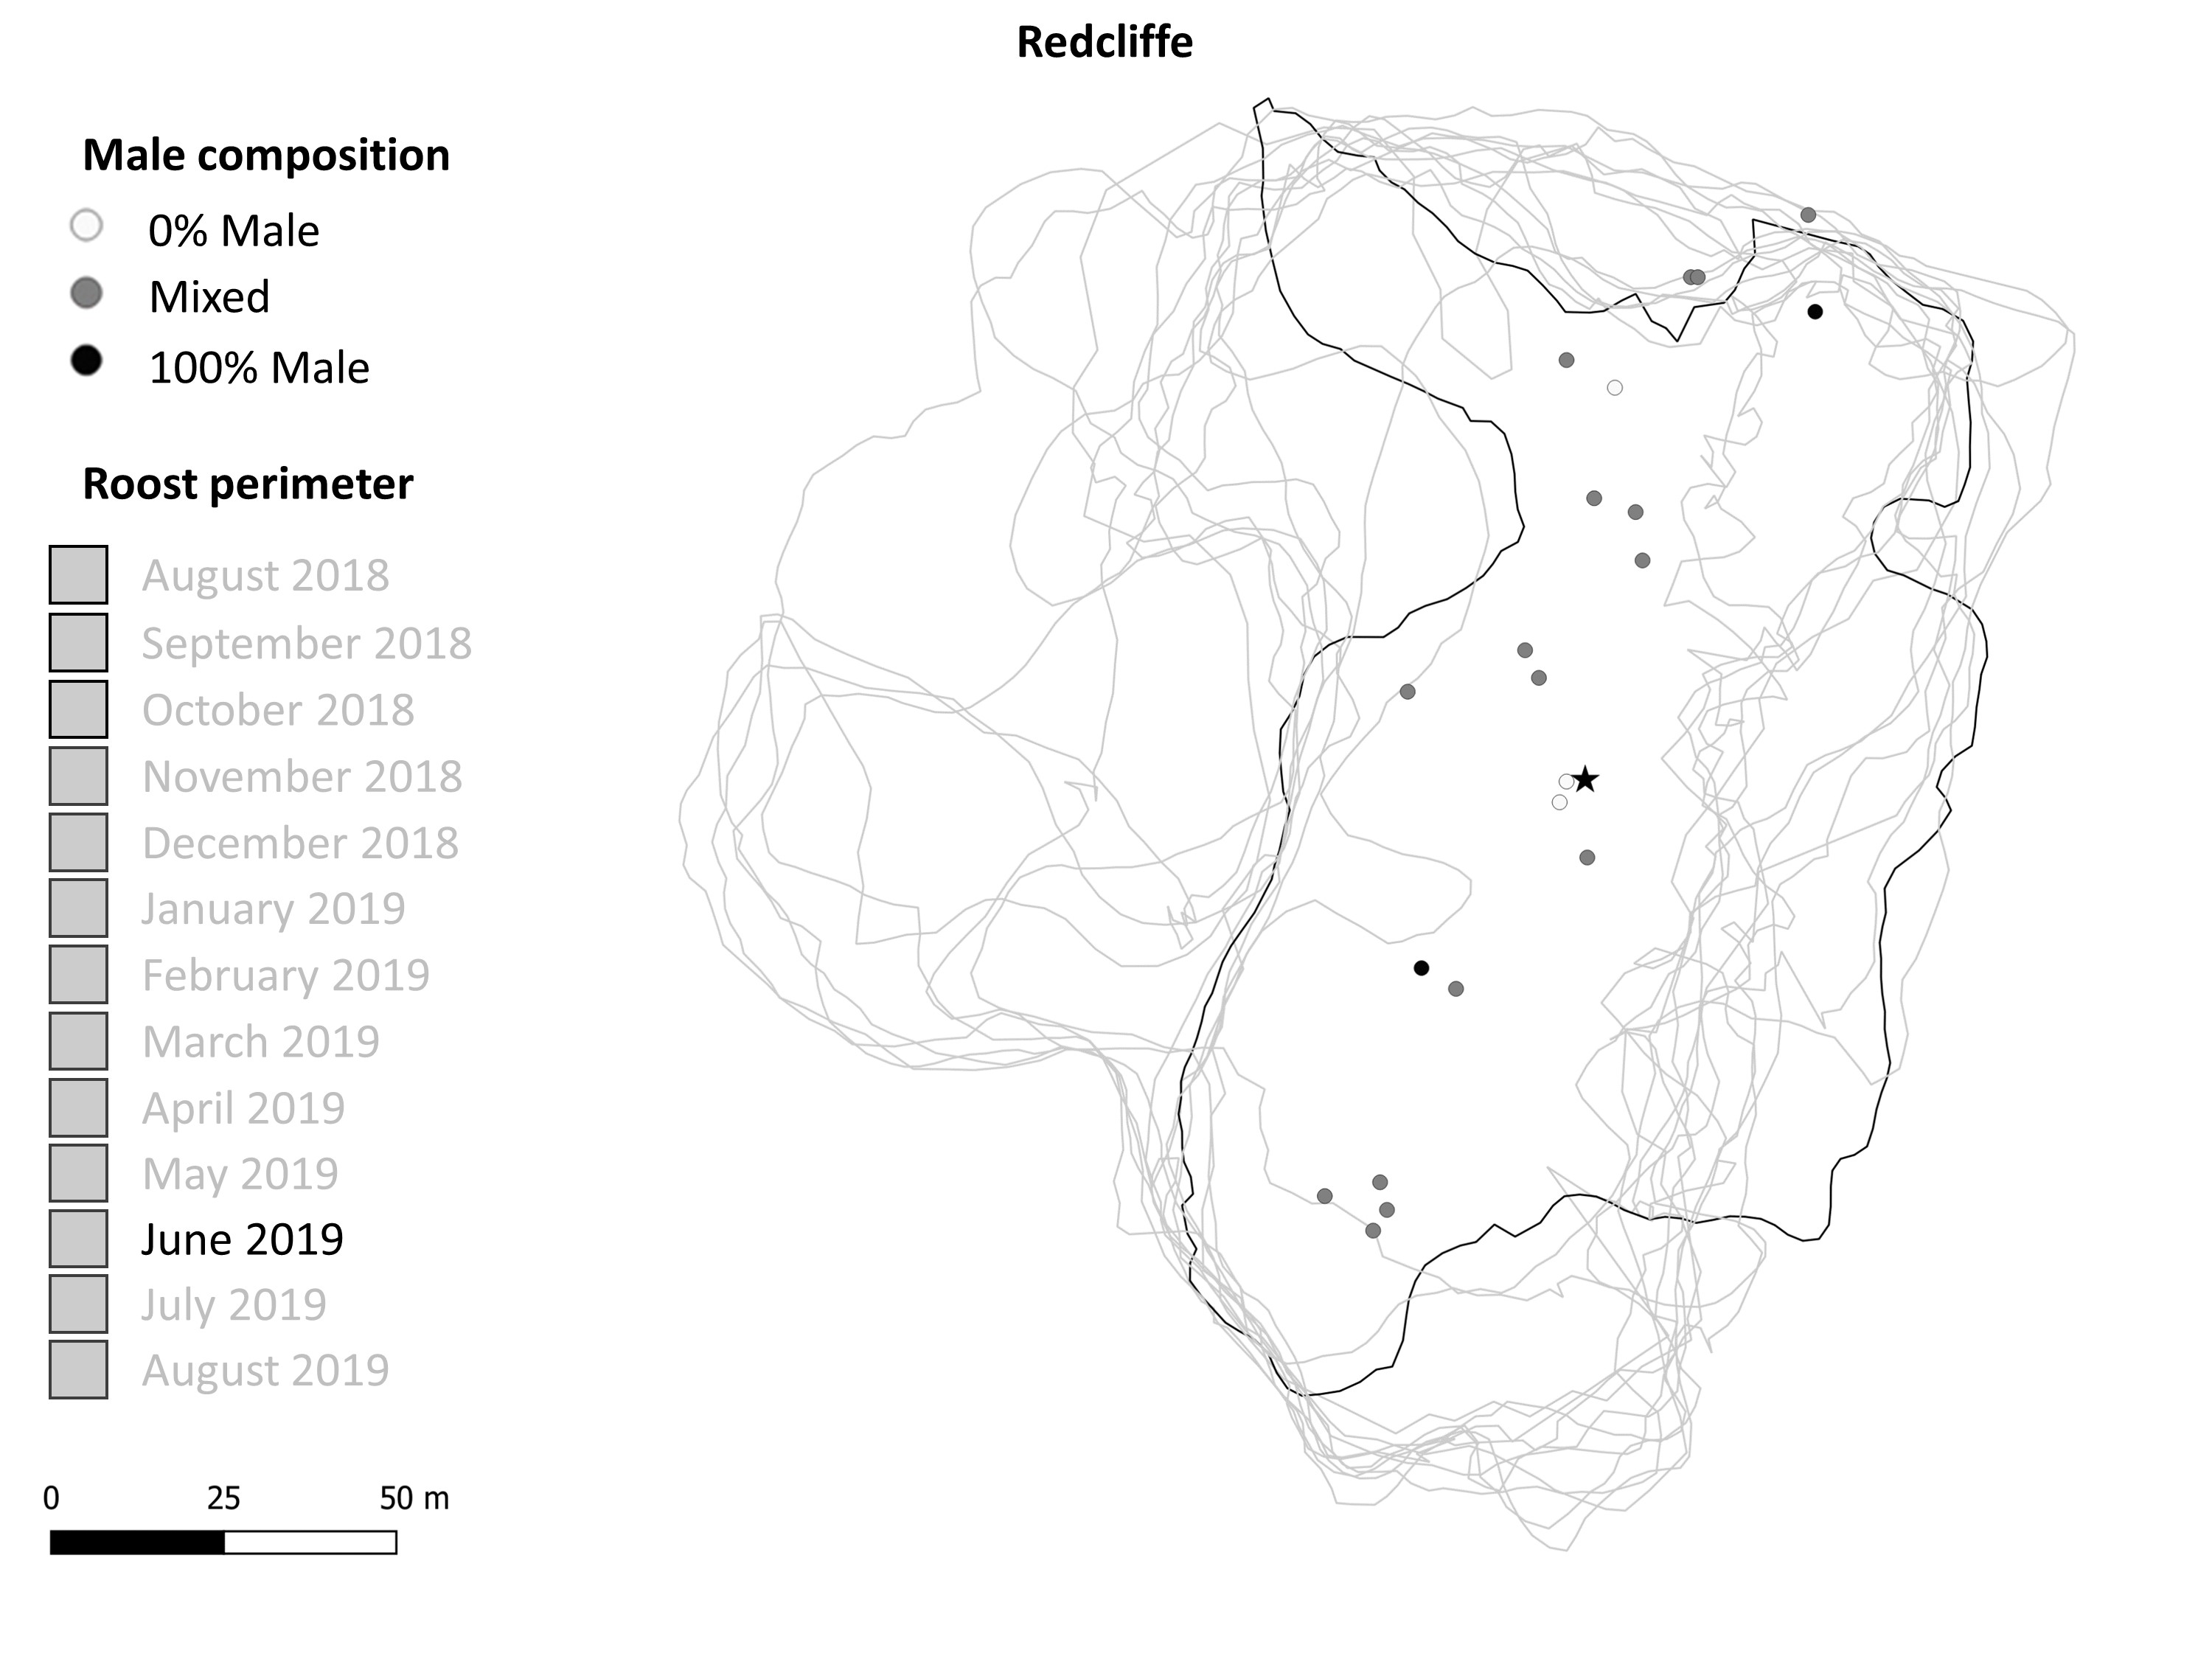 Redcliffe
Male composition
0% Male
Mixed
100% Male
Roost perimeter
August 2018
September 2018
October 2018
November 2018
December 2018
January 2019
February 2019
March 2019
April 2019
May 2019
June 2019
July 2019
August 2019
0 25 50 m